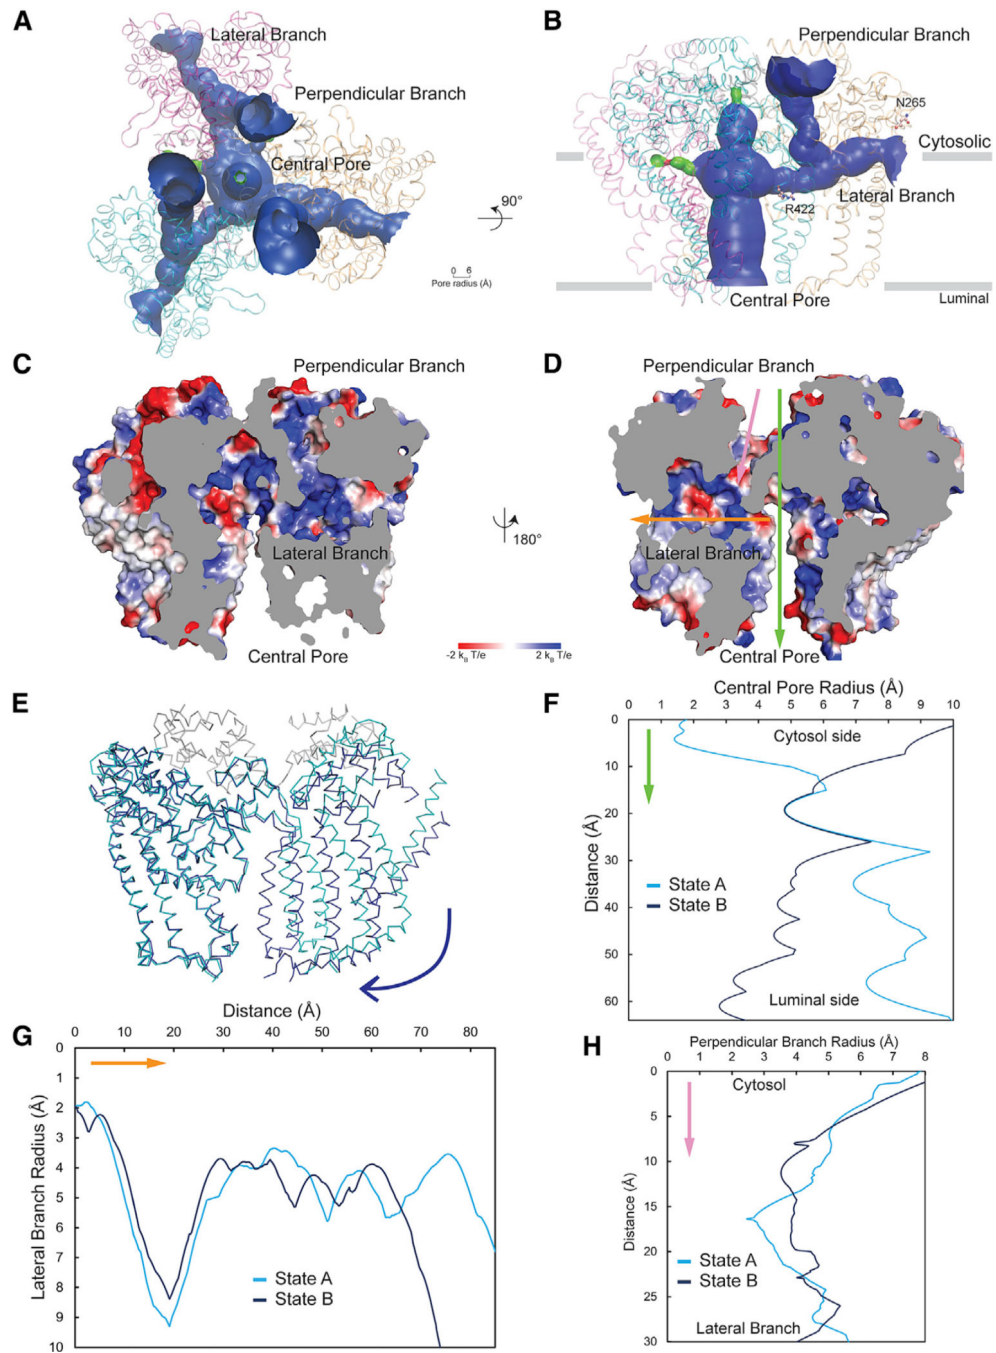 A
Lateral Branch
Perpendicular Branch
Central Pore
0 6
Pore radius (Å)
90°
B
Perpendicular Branch
N265
Cytosolic
Lateral Branch
R422
Central Pore
Luminal
C
Perpendicular Branch
Lateral Branch
Central Pore
-2 kB T/e
2 kB T/e
180°
D
Perpendicular Branch
Lateral Branch
Central Pore
E
F
Central Pore Radius (Å)
0 1 2 3 4 5 6 7 8 9 10
Cytosol side
0
10
20
30
40
50
60
Distance (Å)
State A
State B
Luminal side
G
Distance (Å)
0 10 20 30 40 50 60 70 80
0
1
2
3
4
5
6
7
8
9
10
Lateral Branch Radius (Å)
State A
State B
H
Perpendicular Branch Radius (Å)
0 1 2 3 4 5 6 7 8
Cytosol
0
5
10
15
20
25
30
Distance (Å)
State A
State B
Lateral Branch